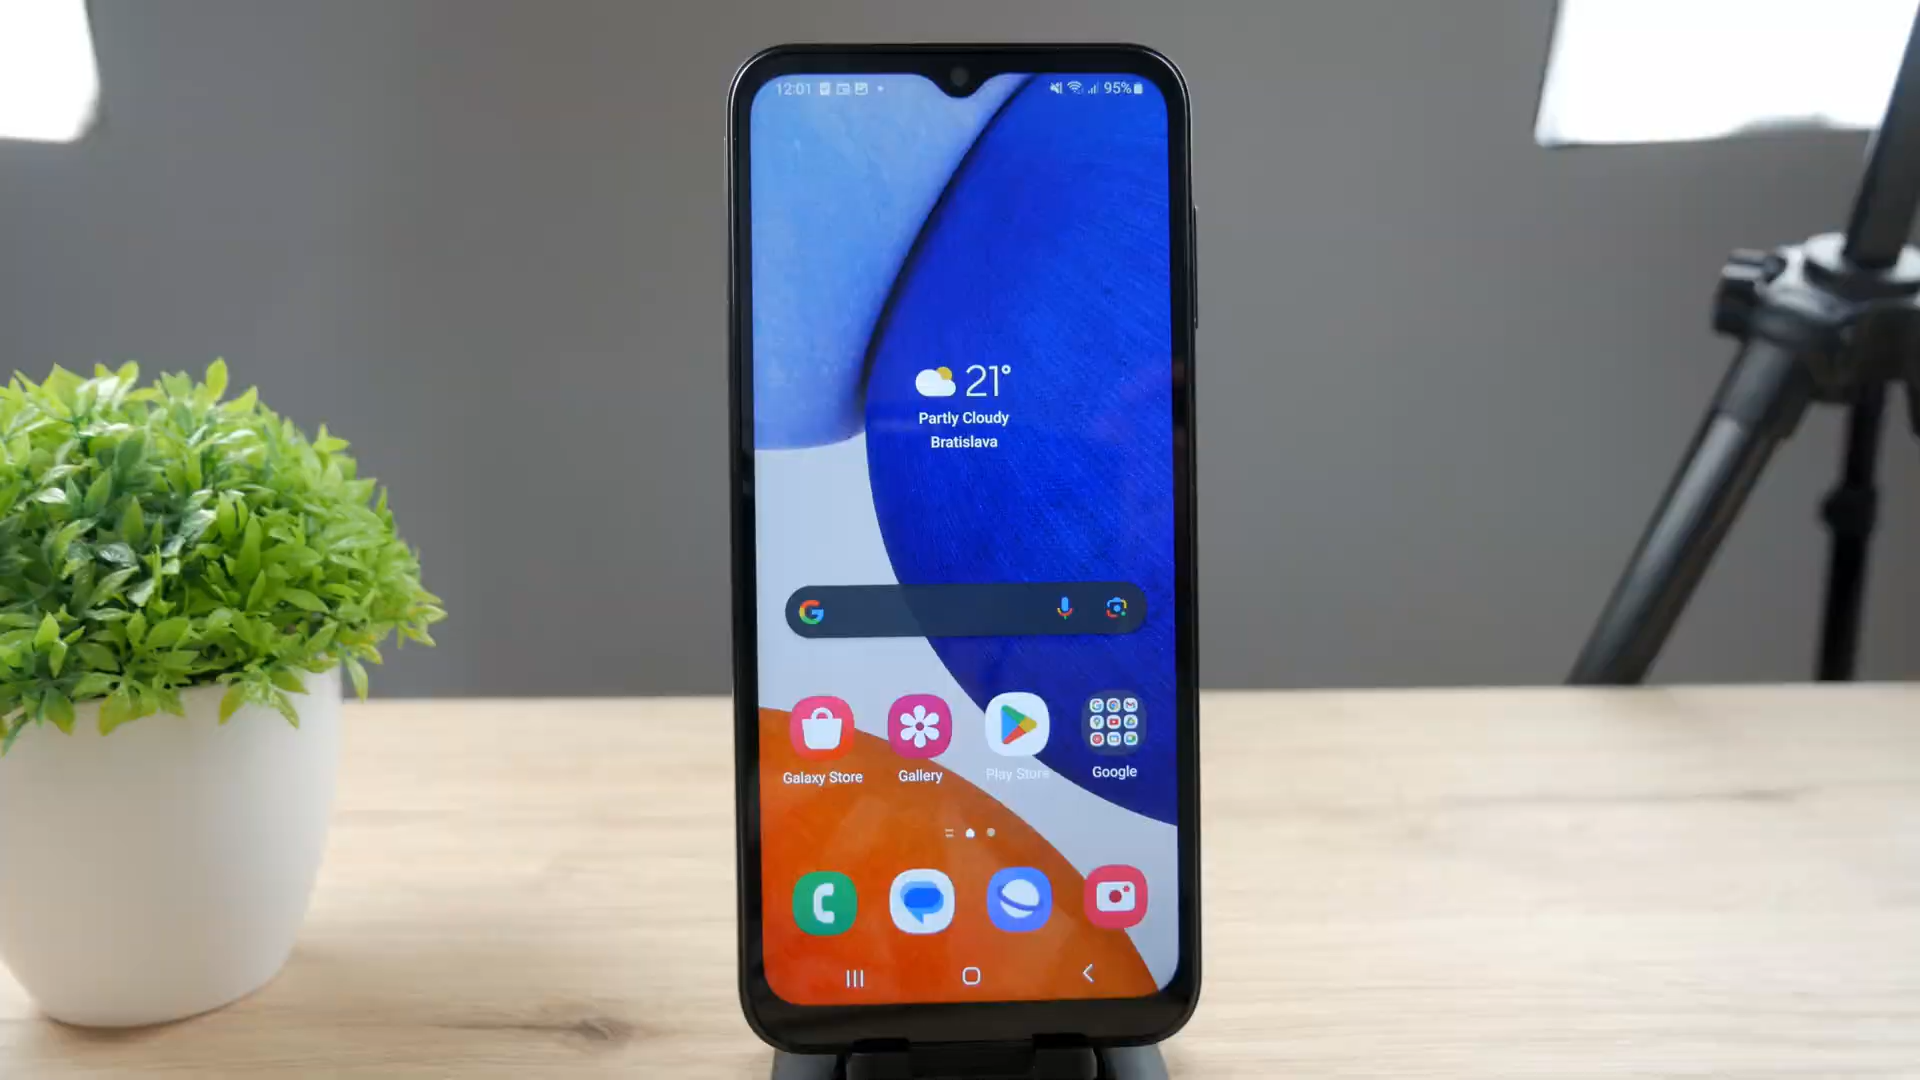 12:01
95%
21°
Partly Cloudy
Bratislava
G
Galaxy Store
Gallery
Play Store
Google